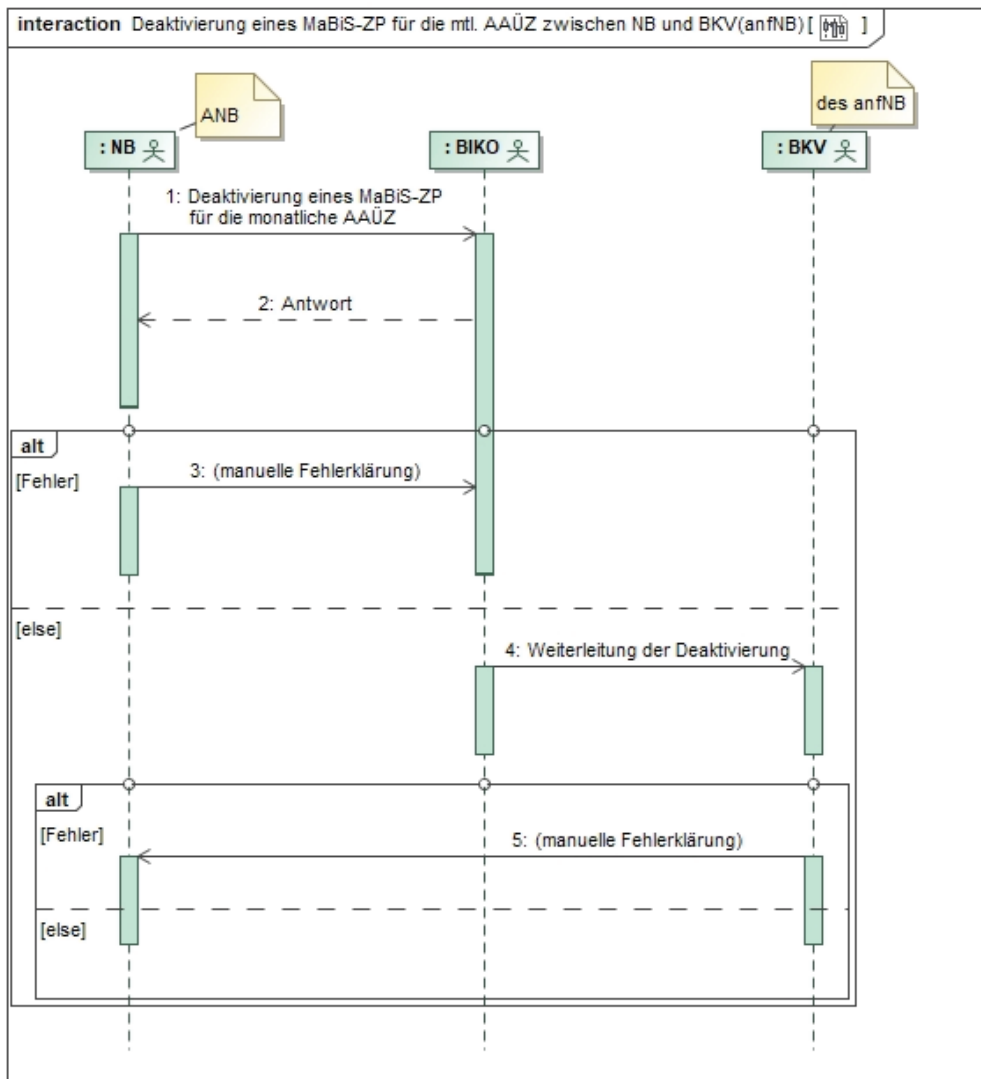 interaction Deaktivierung eines MaBiS-ZP für die mtl. AAÜZ zwischen NB und BKV(anfNB) [ ]
ANB
des anfNB
: NB
: BIKO
: BKV
1: Deaktivierung eines MaBiS-ZP
für die monatliche AAÜZ
2: Antwort
alt
[Fehler]
3: (manuelle Fehlerklärung)
[else]
4: Weiterleitung der Deaktivierung
alt
[Fehler]
5: (manuelle Fehlerklärung)
[else]